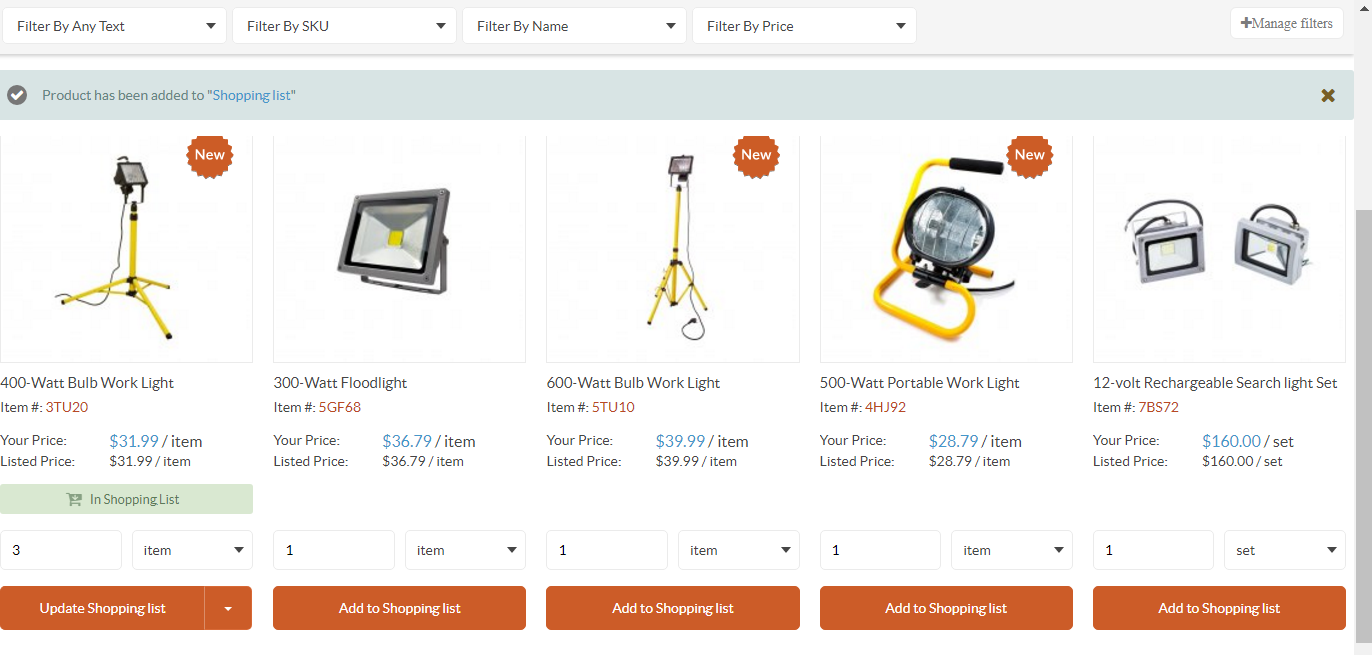 Filter By Any Text
Filter By SKU
Filter By Name
Filter By Price
Manage filters
Product has been added to "Shopping list"
New
New
New
400-Watt Bulb Work Light
Item #: 3TU20
Your Price: $31.99 / item
Listed Price: $31.99 / item
In Shopping List
3 item
Update Shopping list
300-Watt Floodlight
Item #: 5GF68
Your Price: $36.79 / item
Listed Price: $36.79 / item
1 item
Add to Shopping list
600-Watt Bulb Work Light
Item #: 5TU10
Your Price: $39.99 / item
Listed Price: $39.99 / item
1 item
Add to Shopping list
500-Watt Portable Work Light
Item #: 4HJ92
Your Price: $28.79 / item
Listed Price: $28.79 / item
1 item
Add to Shopping list
12-volt Rechargeable Search light Set
Item #: 7BS72
Your Price: $160.00 / set
Listed Price: $160.00 / set
1 set
Add to Shopping list